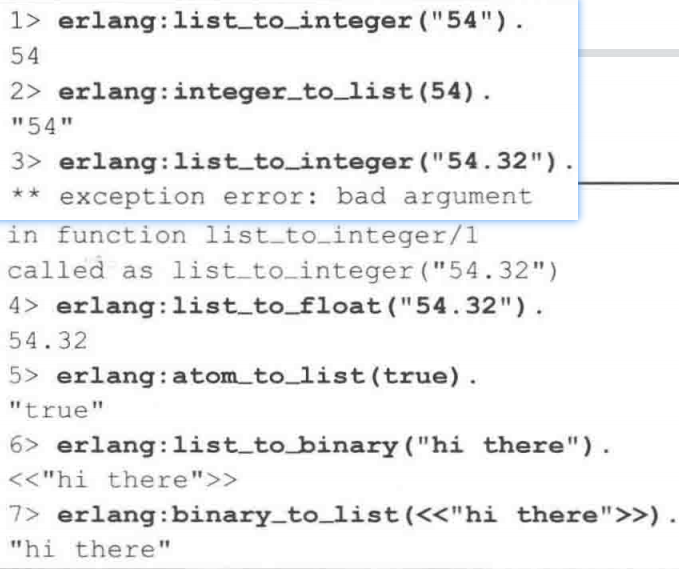 1> erlang:list_to_integer("54").
54
2> erlang:integer_to_list(54).
"54"
3> erlang:list_to_integer("54.32").
** exception error: bad argument
in function list_to_integer/1
called as list_to_integer("54.32")
4> erlang:list_to_float("54.32").
54.32
5> erlang:atom_to_list(true).
"true"
6> erlang:list_to_binary("hi there").
<<"hi there">>
7> erlang:binary_to_list(<<"hi there">>).
"hi there"